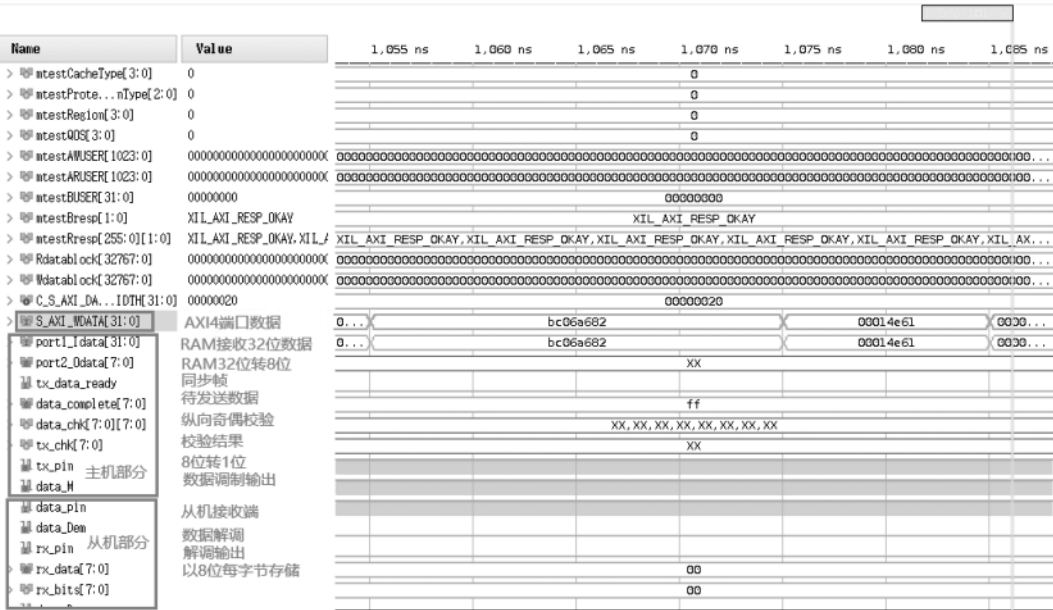 Name Value 1,055 ns 1,060 ns 1,065 ns 1,070 ns 1,075 ns 1,080 ns 1,085 ns
mtestCacheType[3:0] 0 0
mtestProte...nType[2:0] 0 0
mtestRegion[3:0] 0 0
mtestQOS[3:0] 0 0
mtestAWUSER[1023:0]
mtestARUSER[1023:0]
mtestBUSER[31:0] 00000000 00000000
mtestBresp[1:0] XIL_AXI_RESP_OKAY XIL_AXI_RESP_OKAY
mtestRresp[255:0][1:0] XIL_AXI_RESP_OKAY,XIL_A XIL_AXI_RESP_OKAY,XIL_AXI_RESP_OKAY,XIL_AXI_RESP_OKAY,XIL_AXI_RESP_OKAY,XIL_AXI_RESP_OKAY,XIL_AX...
Rdatablock[32767:0]
Wdatablock[32767:0]
C_S_AXI_DA...IDTH[31:0] 00000020 00000020
S_AXI_WDATA[31:0] AXI4端口数据 0... bc06a682 00014e61 0000...
port1_Idata[31:0] RAM接收32位数据 0... bc06a682 00014e61 0000...
port2_Odata[7:0] RAM32位转8位 XX
tx_data_ready 同步帧
data_complete[7:0] 待发送数据 ff
data_chk[7:0][7:0] 纵向奇偶校验 XX,XX,XX,XX,XX,XX,XX,XX
tx_chk[7:0] 校验结果 XX
tx_pin 主机部分 8位转1位
data_M 数据调制输出
data_pin 从机接收端
data_Dem 数据解调
rx_pin 从机部分 解调输出
rx_data[7:0] 以8位每字节存储 00
rx_bits[7:0] 00